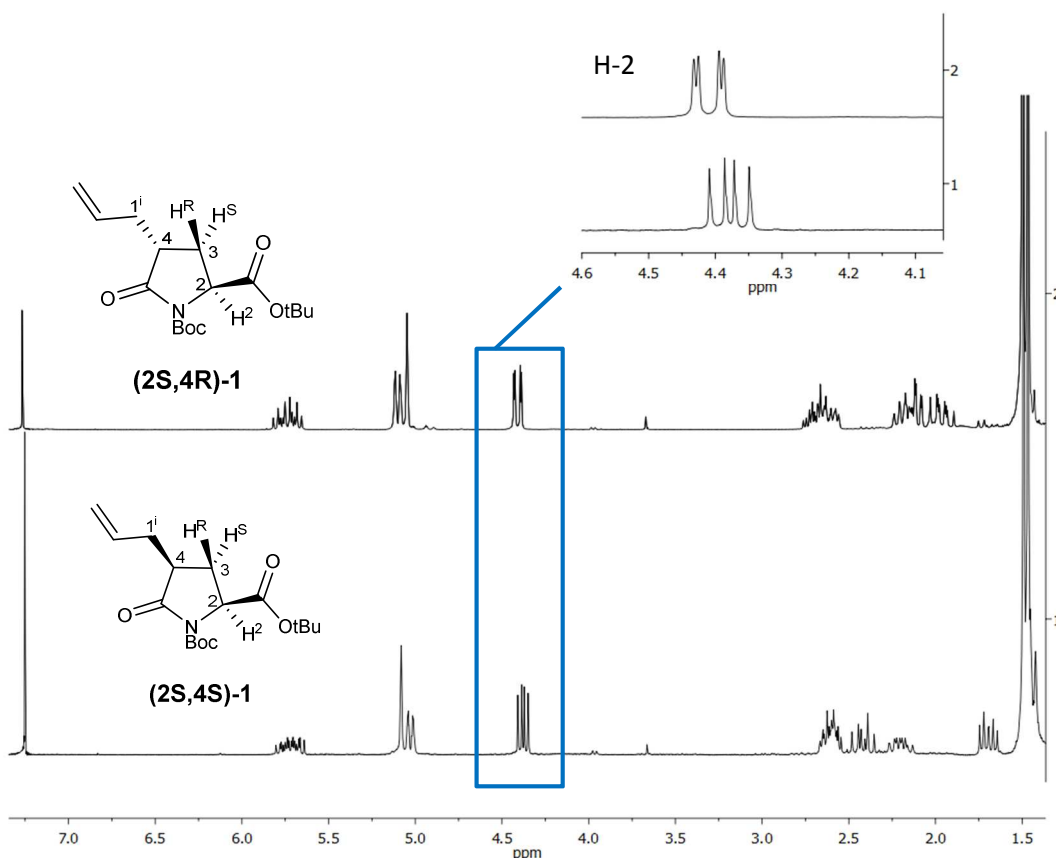 H-2
2
1
4.6 4.5 4.4 4.3 4.2 4.1
ppm
1i
HR
HS
4
3
2
O
O
N
Boc
H2
OtBu
(2S,4R)-1
2
1i
HR
HS
4
3
2
O
O
N
Boc
H2
OtBu
(2S,4S)-1
1
7.0 6.5 6.0 5.5 5.0 4.5 4.0 3.5 3.0 2.5 2.0 1.5
ppm